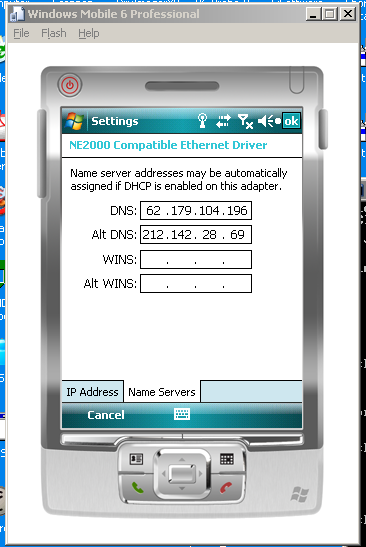 Windows Mobile 6 Professional
File Flash Help
Settings
ok
NE2000 Compatible Ethernet Driver
Name server addresses may be automatically
assigned if DHCP is enabled on this adapter.
DNS: 62 .179.104.196
Alt DNS: 212.142. 28 . 69
WINS: . . .
Alt WINS: . . .
IP Address Name Servers
Cancel